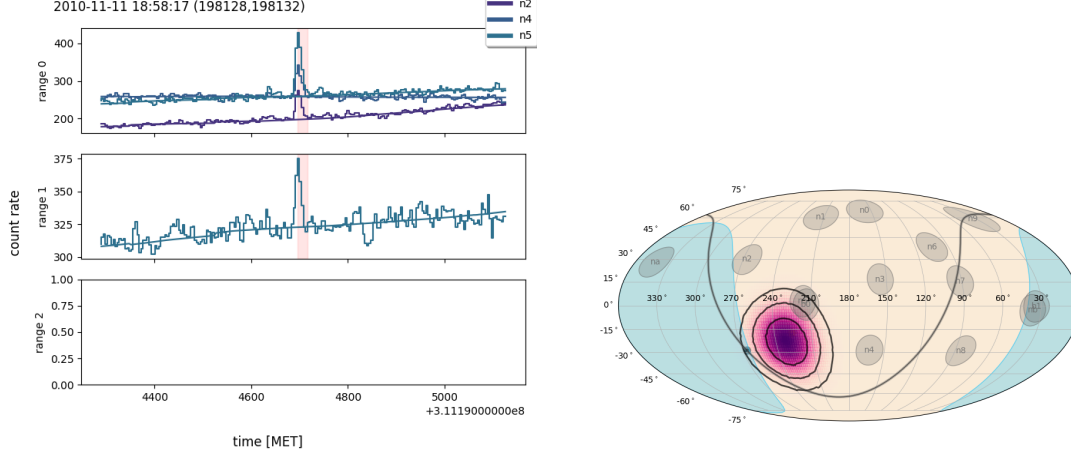 2010-11-11 18:58:17 (198128,198132)
n2
n4
n5
400
300
200
range 0
375
350
325
300
range 1
count rate
1.00
0.75
0.50
0.25
0.00
range 2
4400 4600 4800 5000
+3.1119000000e8
time [MET]
75°
60°
45°
30°
15°
0°
-15°
-30°
-45°
-60°
-75°
330° 300° 270° 240° 210° 180° 150° 120° 90° 60° 30°
n1
n0
n9
n6
n2
na
n3
n7
n4
n8